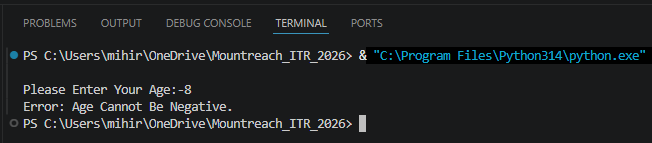 PROBLEMS OUTPUT DEBUG CONSOLE TERMINAL PORTS
PS C:\Users\mihir\OneDrive\Mountreach_ITR_2026> & "C:\Program Files\Python314\python.exe"
Please Enter Your Age:-8
Error: Age Cannot Be Negative.
PS C:\Users\mihir\OneDrive\Mountreach_ITR_2026>